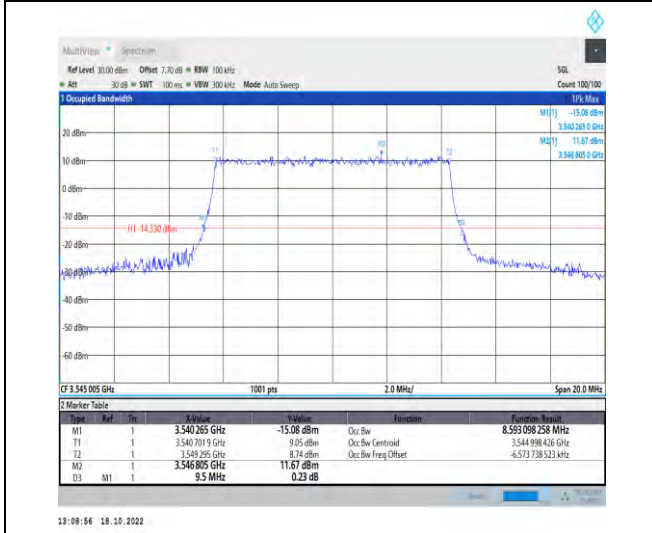 MultiView Spectrum
Ref Level 30.00 dBm Offset 7.70 dB RBW 100 kHz SGL
Att 30 dB SWT 100 ms VBW 300 kHz Mode Auto Sweep Count 100/100
1 Occupied Bandwidth 1Pk Max
M1[1] -15.08 dBm
3.540 265 0 GHz
M2[1] 11.67 dBm
3.546 805 0 GHz
20 dBm
T1 M2 T2
10 dBm
0 dBm
-10 dBm
M1 D3
H1 -14.330 dBm
-20 dBm
-30 dBm
-40 dBm
-50 dBm
-60 dBm
CF 3.545 005 GHz 1001 pts 2.0 MHz/ Span 20.0 MHz
2 Marker Table
Type Ref Trc X-Value Y-Value Function Function Result
M1 1 3.540 265 GHz -15.08 dBm Occ Bw 8.593 098 258 MHz
T1 1 3.540 701 9 GHz 9.05 dBm Occ Bw Centroid 3.544 998 426 GHz
T2 1 3.549 295 GHz 8.74 dBm Occ Bw Freq Offset -6.573 738 523 kHz
M2 1 3.546 805 GHz 11.67 dBm
D3 M1 1 9.5 MHz 0.23 dB
13:08:56 18.10.2022